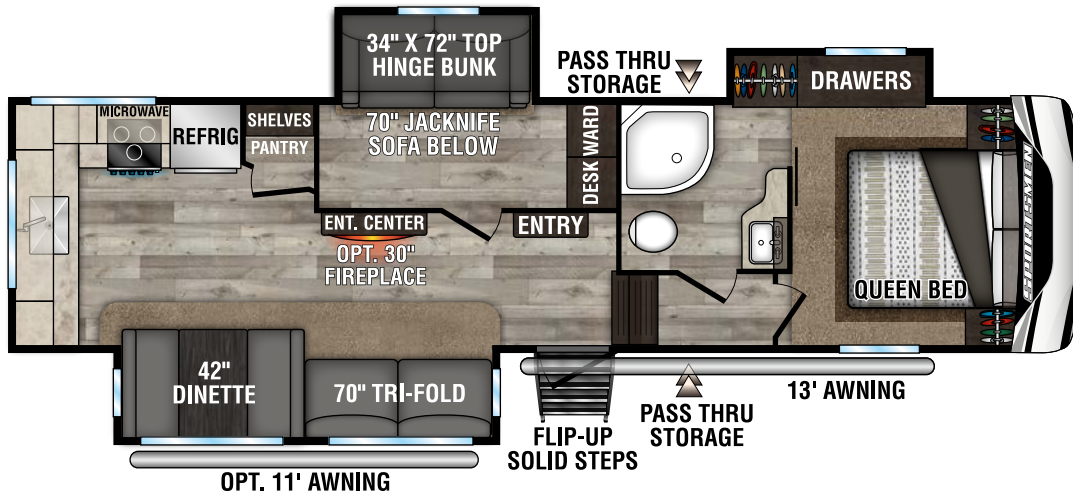 34" X 72" TOP
HINGE BUNK
PASS THRU
STORAGE
DRAWERS
MICROWAVE
REFRIG
SHELVES
PANTRY
70" JACKNIFE
SOFA BELOW
DESK WARD
ENT. CENTER
ENTRY
OPT. 30"
FIREPLACE
QUEEN BED
SPORTSMEN
42"
DINETTE
70" TRI-FOLD
13' AWNING
PASS THRU
STORAGE
FLIP-UP
SOLID STEPS
OPT. 11' AWNING